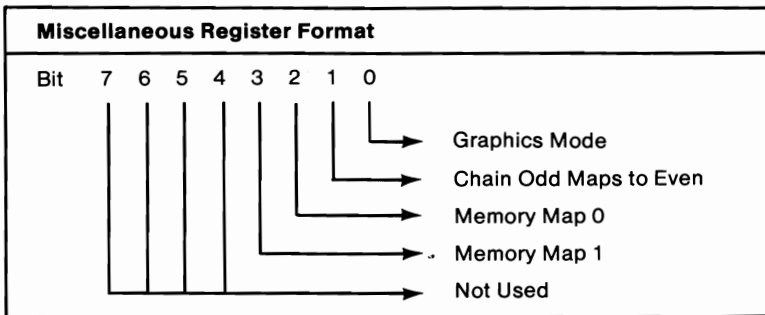 Miscellaneous Register Format
Bit 7 6 5 4 3 2 1 0
Graphics Mode
Chain Odd Maps to Even
Memory Map 0
Memory Map 1
Not Used